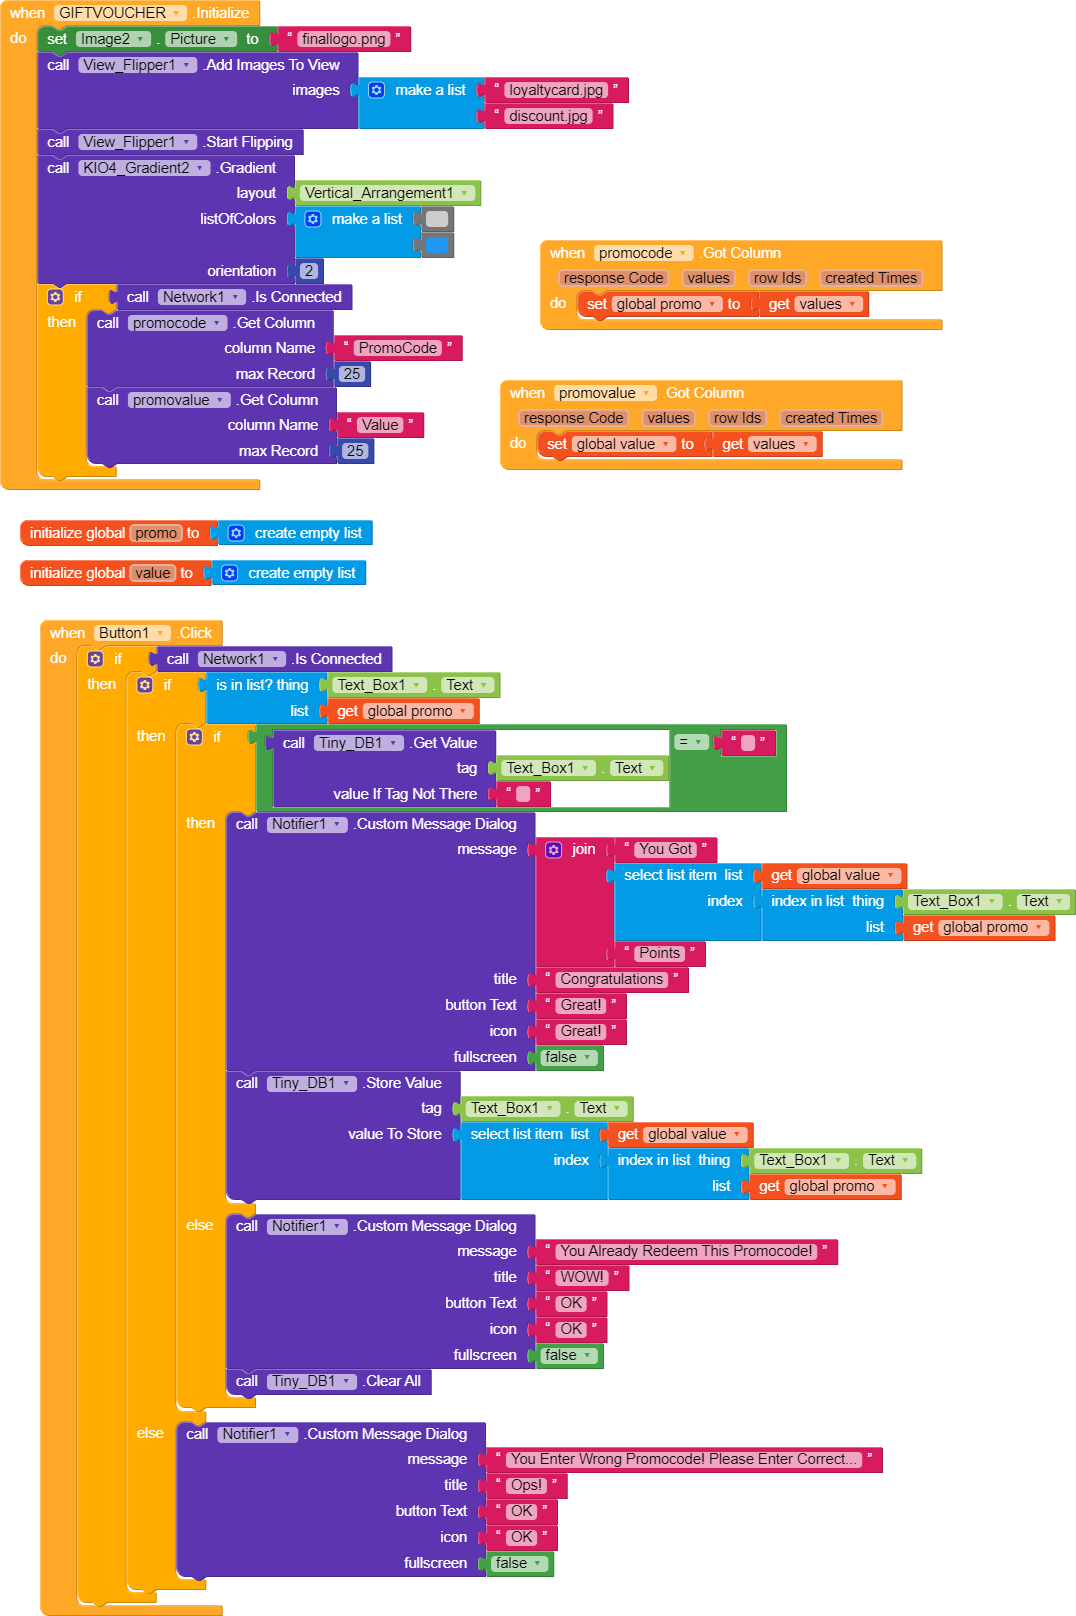 when GIFTVOUCHER .Initialize
do set Image2 . Picture to " finallogo.png "
call View_Flipper1 .Add Images To View
images make a list " loyaltycard.jpg "
" discount.jpg "
call View_Flipper1 .Start Flipping
call KIO4_Gradient2 .Gradient
layout Vertical_Arrangement1
listOfColors make a list
orientation 2
if call Network1 .Is Connected
then call promocode .Get Column
column Name " PromoCode "
max Record 25
call promovalue .Get Column
column Name " Value "
max Record 25
when promocode .Got Column
response Code values row Ids created Times
do set global promo to get values
when promovalue .Got Column
response Code values row Ids created Times
do set global value to get values
initialize global promo to create empty list
initialize global value to create empty list
when Button1 .Click
do if call Network1 .Is Connected
then if is in list? thing Text_Box1 . Text
list get global promo
then if call Tiny_DB1 .Get Value = " "
tag Text_Box1 . Text
value If Tag Not There " "
then call Notifier1 .Custom Message Dialog
message join " You Got "
select list item list get global value
index index in list thing Text_Box1 . Text
list get global promo
" Points "
title " Congratulations "
button Text " Great! "
icon " Great! "
fullscreen false
call Tiny_DB1 .Store Value
tag Text_Box1 . Text
value To Store select list item list get global value
index index in list thing Text_Box1 . Text
list get global promo
else call Notifier1 .Custom Message Dialog
message " You Already Redeem This Promocode! "
title " WOW! "
button Text " OK "
icon " OK "
fullscreen false
call Tiny_DB1 .Clear All
else call Notifier1 .Custom Message Dialog
message " You Enter Wrong Promocode! Please Enter Correct... "
title " Ops! "
button Text " OK "
icon " OK "
fullscreen false